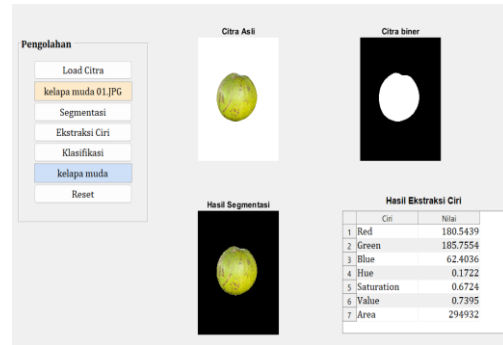 Pengolahan
Load Citra
kelapa muda 01.JPG
Segmentasi
Ekstraksi Ciri
Klasifikasi
kelapa muda
Reset
Citra Asli
Citra biner
Hasil Segmentasi
Hasil Ekstraksi Ciri
Ciri Nilai
1 Red 180.5439
2 Green 185.7554
3 Blue 62.4036
4 Hue 0.1722
5 Saturation 0.6724
6 Value 0.7395
7 Area 294932